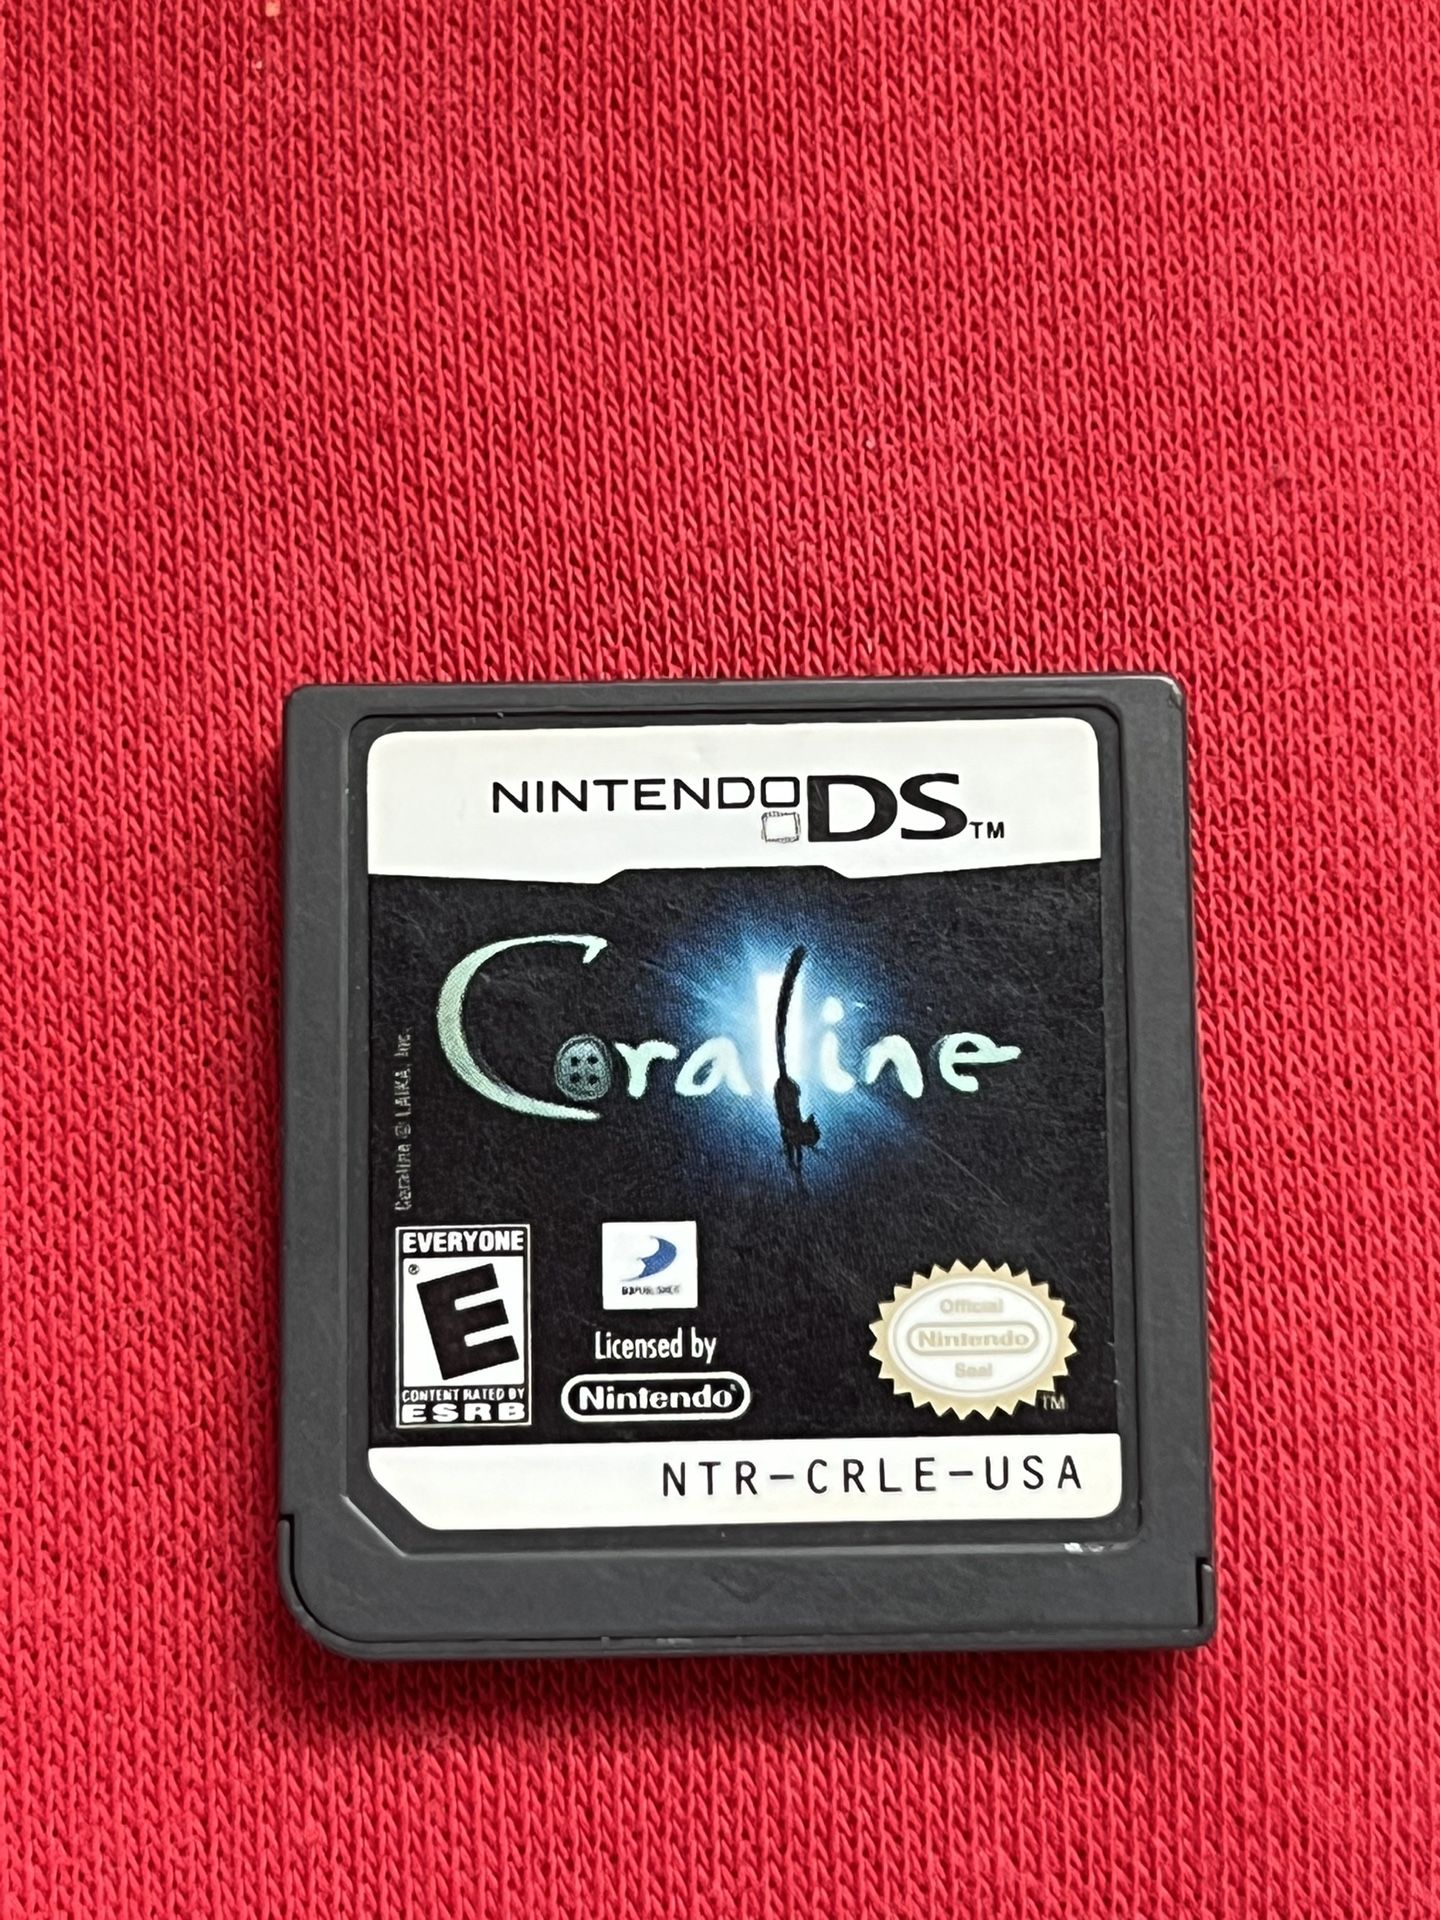 NINTENDO DS TM
Coraline
Coraline © LAIKA, Inc.
EVERYONE
E ®
CONTENT RATED BY
ESRB
Licensed by
Nintendo®
Official
Nintendo
Seal
TM
NTR-CRLE-USA